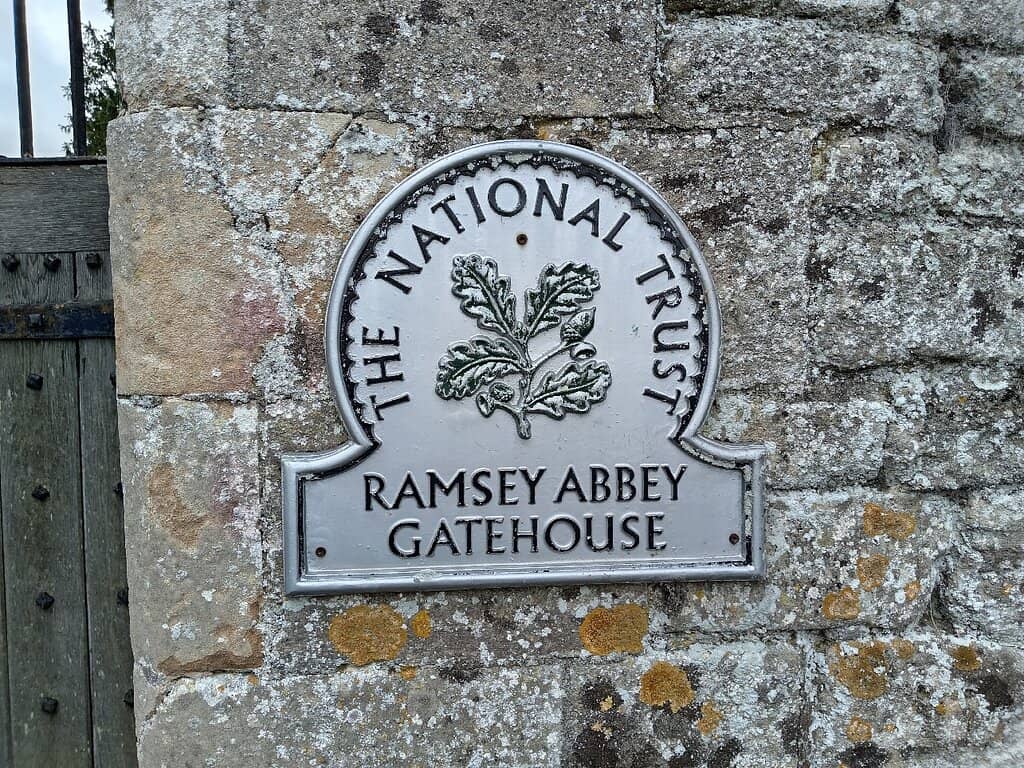 THE NATIONAL TRUST
RAMSEY ABBEY
GATEHOUSE